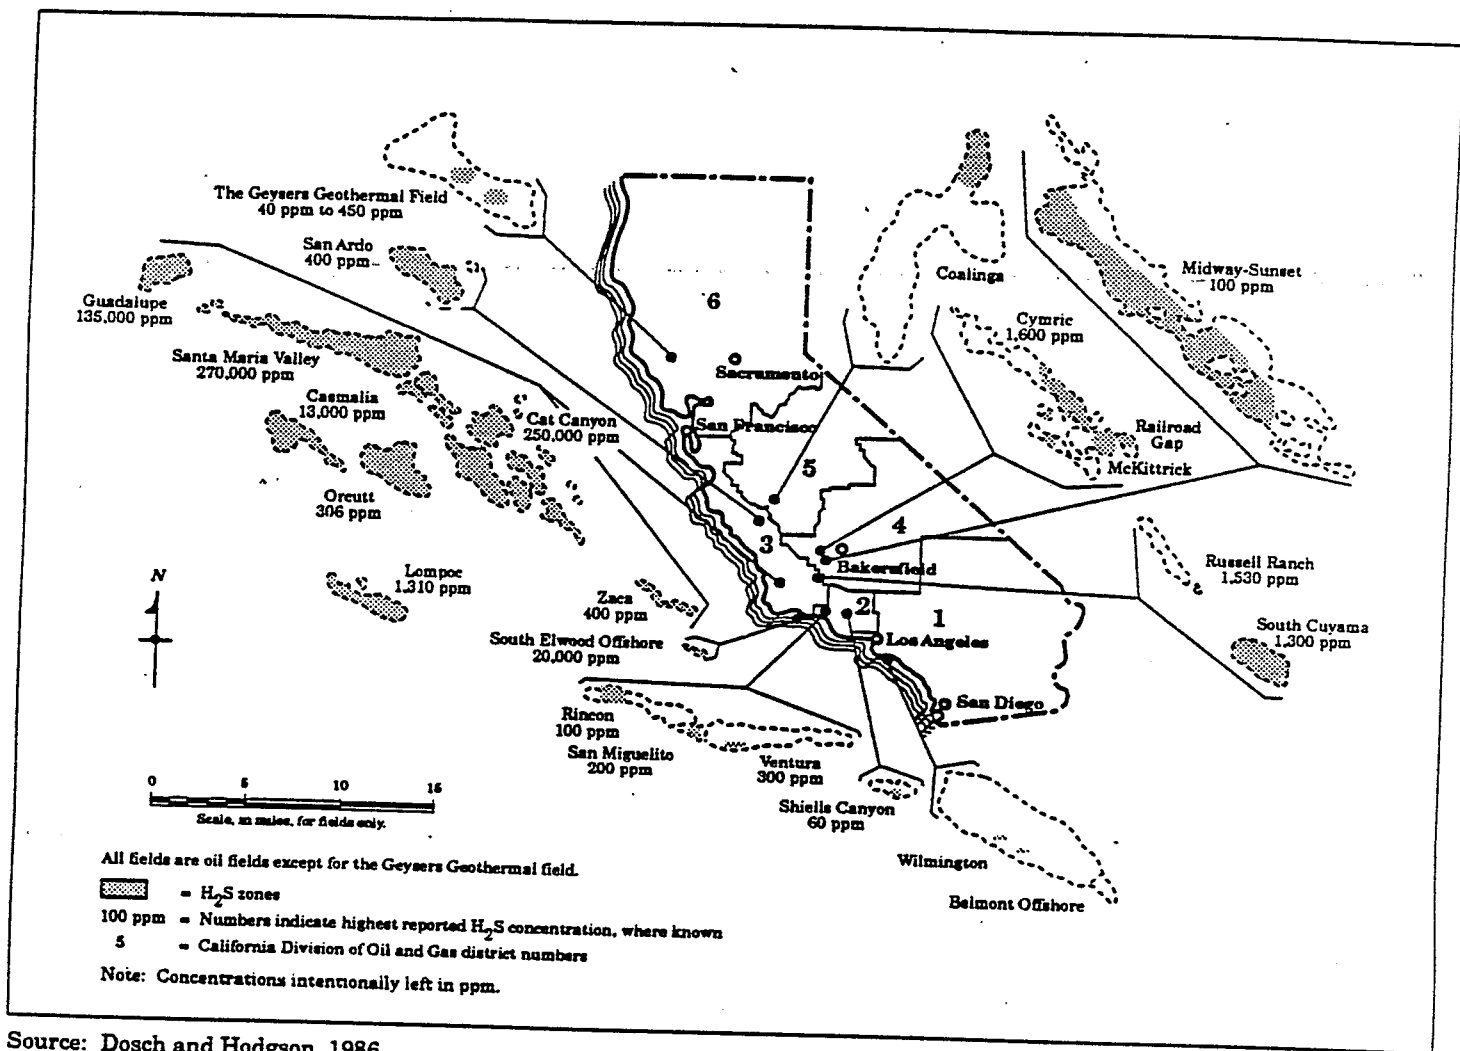 The Geysers Geothermal Field
40 ppm to 450 ppm
San Ardo
400 ppm
Guadalupe
135,000 ppm
Santa Maria Valley
270,000 ppm
Casmalia
13,000 ppm
Cat Canyon
250,000 ppm
Orcutt
306 ppm
Lompoc
1,310 ppm
Zaca
400 ppm
South Elwood Offshore
20,000 ppm
Rincon
100 ppm
San Miguelito
200 ppm
Ventura
300 ppm
Shiells Canyon
60 ppm
Wilmington
Belmont Offshore
Coalinga
Midway-Sunset
100 ppm
Cymric
1,600 ppm
Railroad
Gap
McKittrick
Russell Ranch
1,530 ppm
South Cuyama
1,300 ppm
6
Sacramento
San Francisco
5
4
3
Bakersfield
2
1
Los Angeles
San Diego
N
0 5 10 15
Scale, in miles, for fields only.
All fields are oil fields except for the Geysers Geothermal field.
= H₂S zones
100 ppm = Numbers indicate highest reported H₂S concentration, where known
5 = California Division of Oil and Gas district numbers
Note: Concentrations intentionally left in ppm.
Source: Dosch and Hodgson, 1986